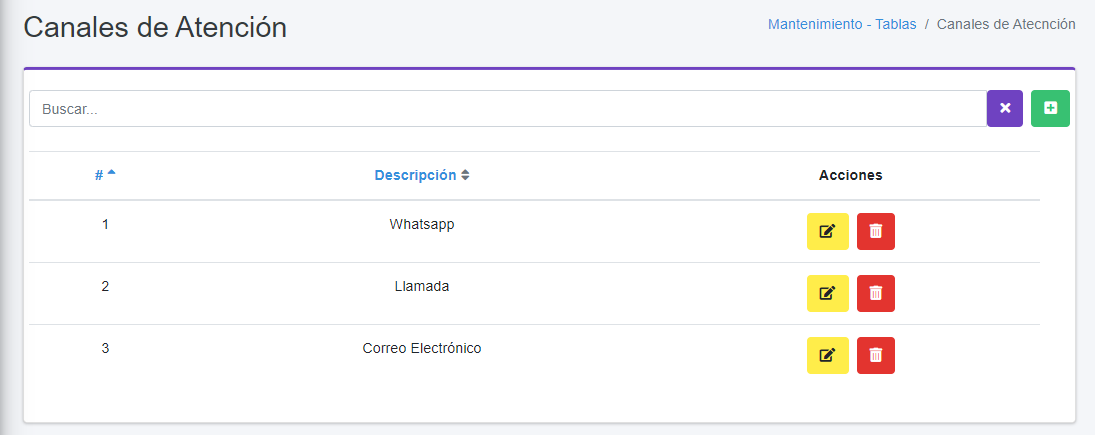 Canales de Atención
Mantenimiento - Tablas / Canales de Atecnción
Buscar...
# Descripción Acciones
1 Whatsapp
2 Llamada
3 Correo Electrónico